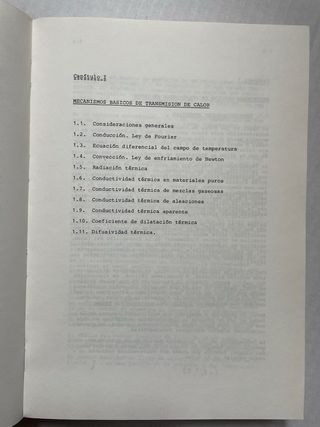 Capítulo I
MECANISMOS BASICOS DE TRANSMISION DE CALOR
1.1. Consideraciones generales
1.2. Conducción. Ley de Fourier
1.3. Ecuación diferencial del campo de temperatura
1.4. Convección. Ley de enfriamiento de Newton
1.5. Radiación térmica
1.6. Conductividad térmica en materiales puros
1.7. Conductividad térmica de mezclas gaseosas
1.8. Conductividad térmica de aleaciones
1.9. Conductividad térmica aparente
1.10. Coeficiente de dilatación térmica
1.11. Difusividad térmica.